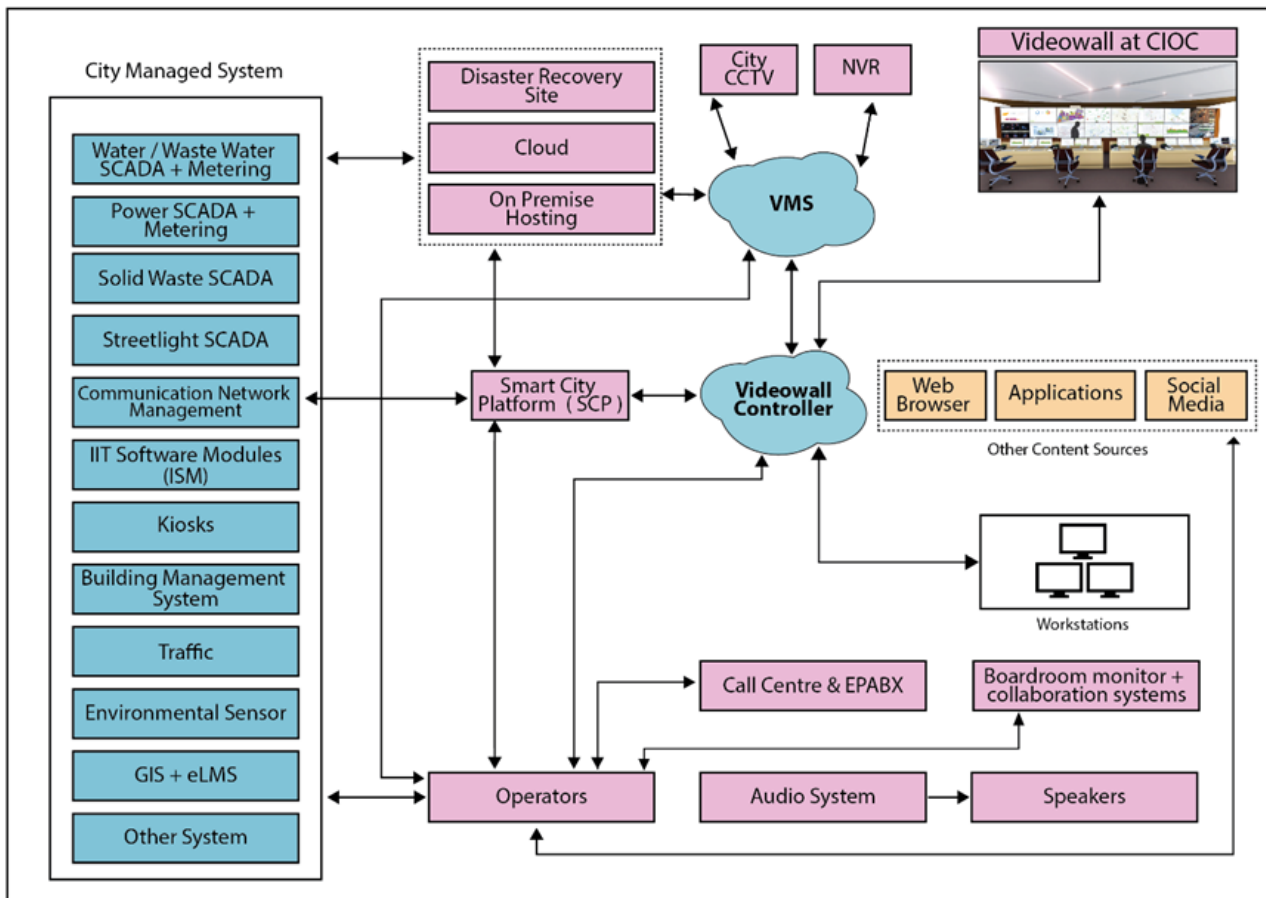 City Managed System
Water / Waste Water
SCADA + Metering
Power SCADA +
Metering
Solid Waste SCADA
Streetlight SCADA
Communication Network
Management
IIT Software Modules
(ISM)
Kiosks
Building Management
System
Traffic
Environmental Sensor
GIS + eLMS
Other System
Disaster Recovery
Site
Cloud
On Premise
Hosting
City
CCTV
NVR
VMS
Videowall at CIOC
Smart City
Platform ( SCP )
Videowall
Controller
Web
Browser
Applications
Social
Media
Other Content Sources
Workstations
Call Centre & EPABX
Boardroom monitor +
collaboration systems
Operators
Audio System
Speakers